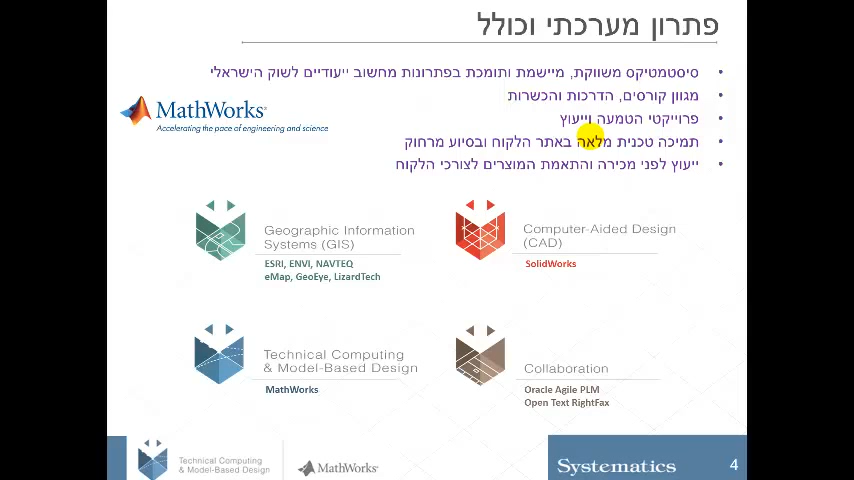 פתרון מערכתי וכולל
• סיסטמטיקס משווקת, מיישמת ותומכת בפתרונות מחשוב ייעודיים לשוק הישראלי
• מגוון קורסים, הדרכות והכשרות
• פרוייקטי הטמעה וייעוץ
• תמיכה טכנית מלאה באתר הלקוח ובסיוע מרחוק
• ייעוץ לפני מכירה והתאמת המוצרים לצורכי הלקוח
MathWorks®
Accelerating the pace of engineering and science
Geographic Information
Systems (GIS)
ESRI, ENVI, NAVTEQ
eMap, GeoEye, LizardTech
Computer-Aided Design
(CAD)
SolidWorks
Technical Computing
& Model-Based Design
MathWorks
Collaboration
Oracle Agile PLM
Open Text RightFax
Technical Computing
& Model-Based Design
MathWorks®
Systematics
4